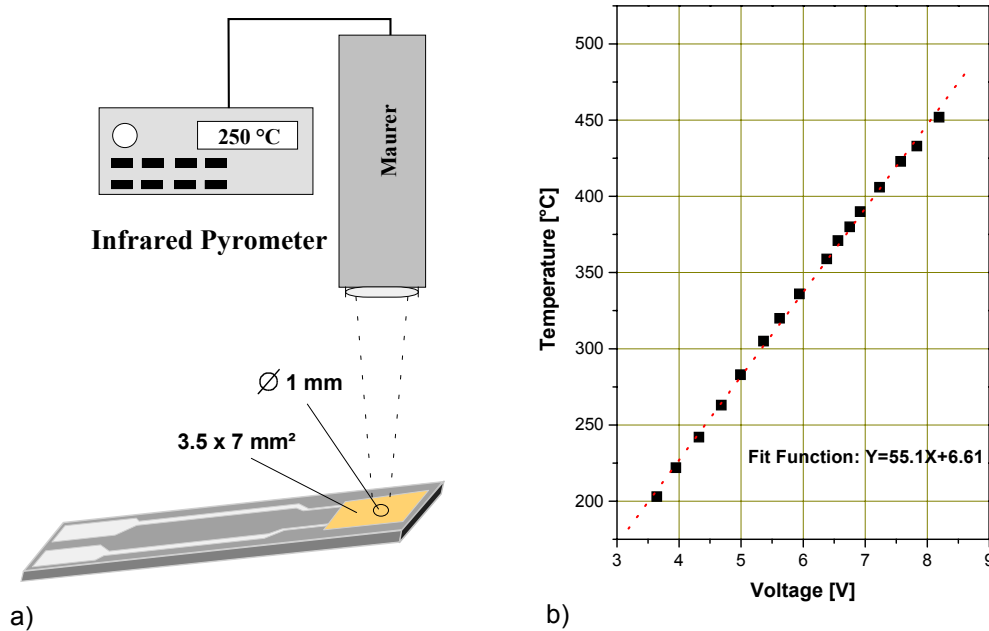 250 °C
Maurer
Infrared Pyrometer
∅ 1 mm
3.5 x 7 mm²
a)
Temperature [°C]
500
450
400
350
300
250
200
Fit Function: Y=55.1X+6.61
3 4 5 6 7 8 9
Voltage [V]
b)